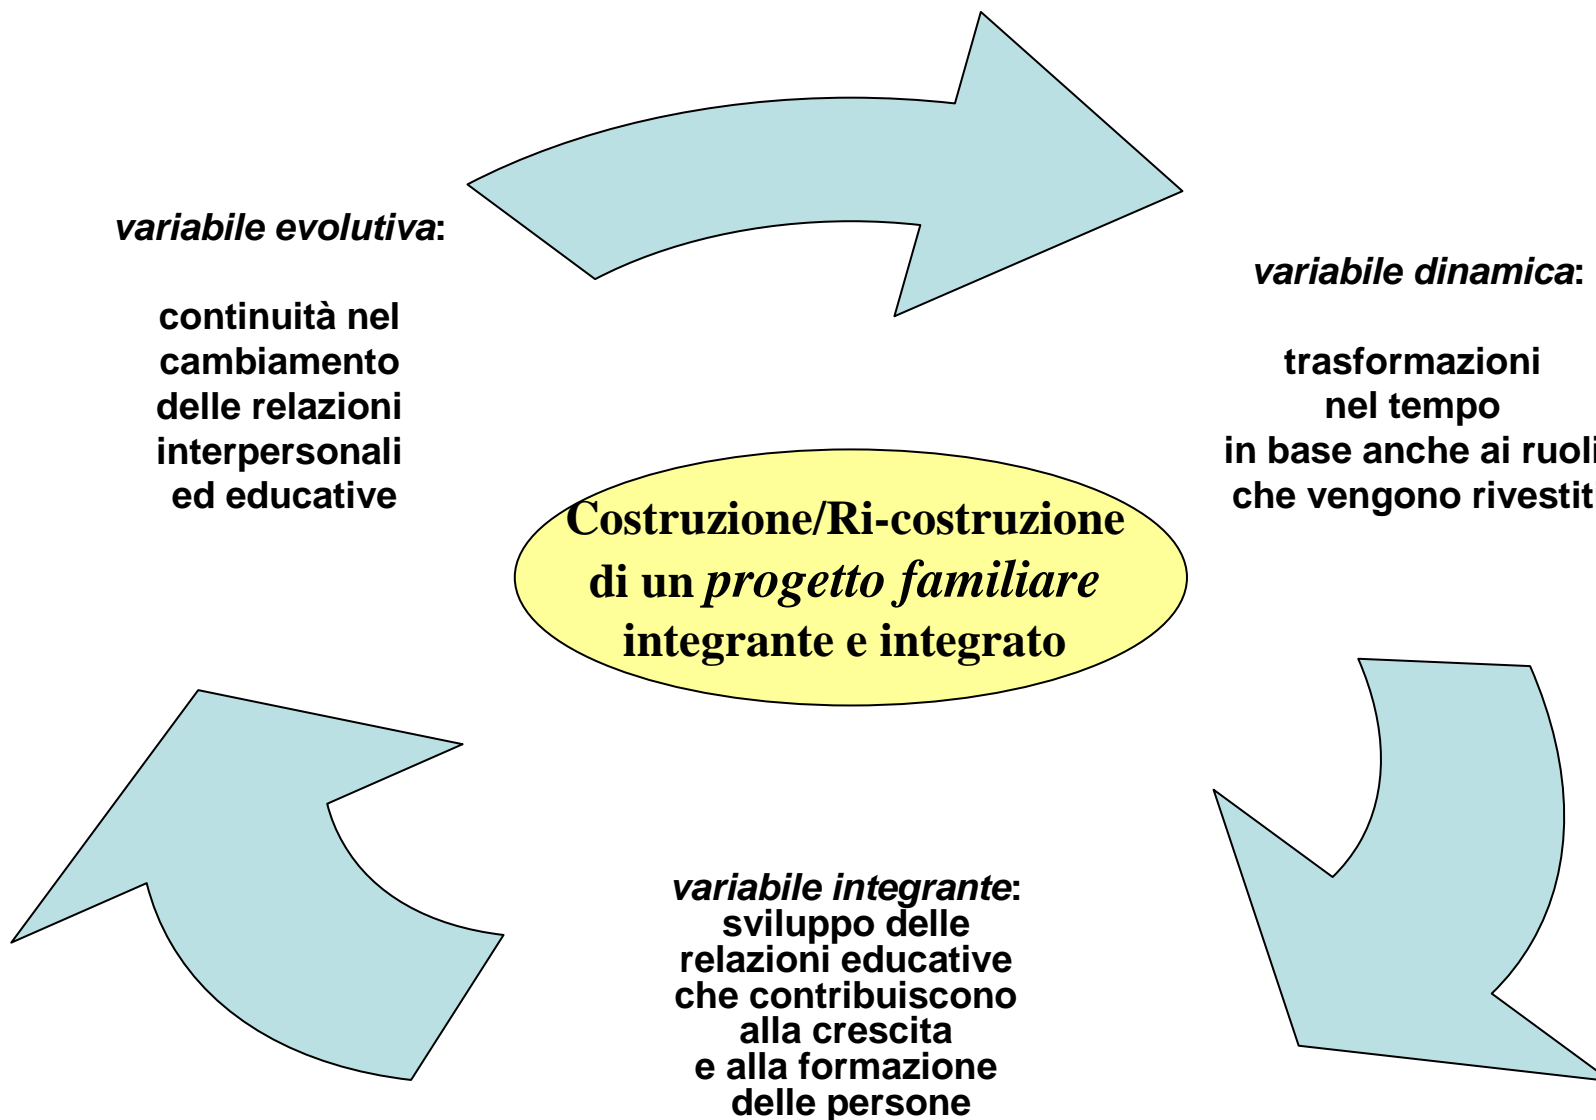 variabile evolutiva:
continuità nel
cambiamento
delle relazioni
interpersonali
ed educative
variabile dinamica:
trasformazioni
nel tempo
in base anche ai ruoli
che vengono rivestit
Costruzione/Ri-costruzione
di un progetto familiare
integrante e integrato
variabile integrante:
sviluppo delle
relazioni educative
che contribuiscono
alla crescita
e alla formazione
delle persone